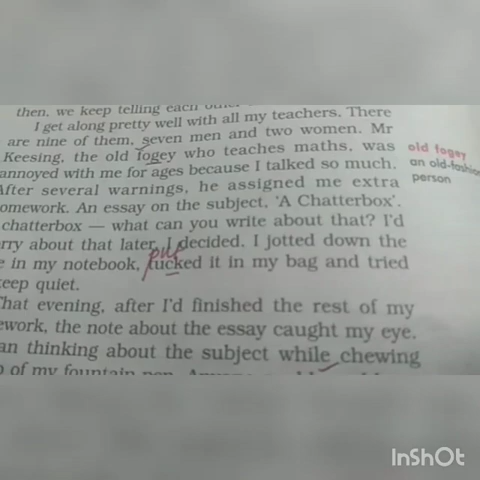 then, we keep telling each
I get along pretty well with all my teachers. There
are nine of them, seven men and two women. Mr
Keesing, the old fogey who teaches maths, was
annoyed with me for ages because I talked so much.
After several warnings, he assigned me extra
omework. An essay on the subject, ‘A Chatterbox’.
chatterbox — what can you write about that? I’d
rry about that later, I decided. I jotted down the
e in my notebook, tucked it in my bag and tried
eep quiet.
That evening, after I’d finished the rest of my
ework, the note about the essay caught my eye.
an thinking about the subject while chewing
of my fountain pen.
old fogey
an old-fashion
person
put
InShOt